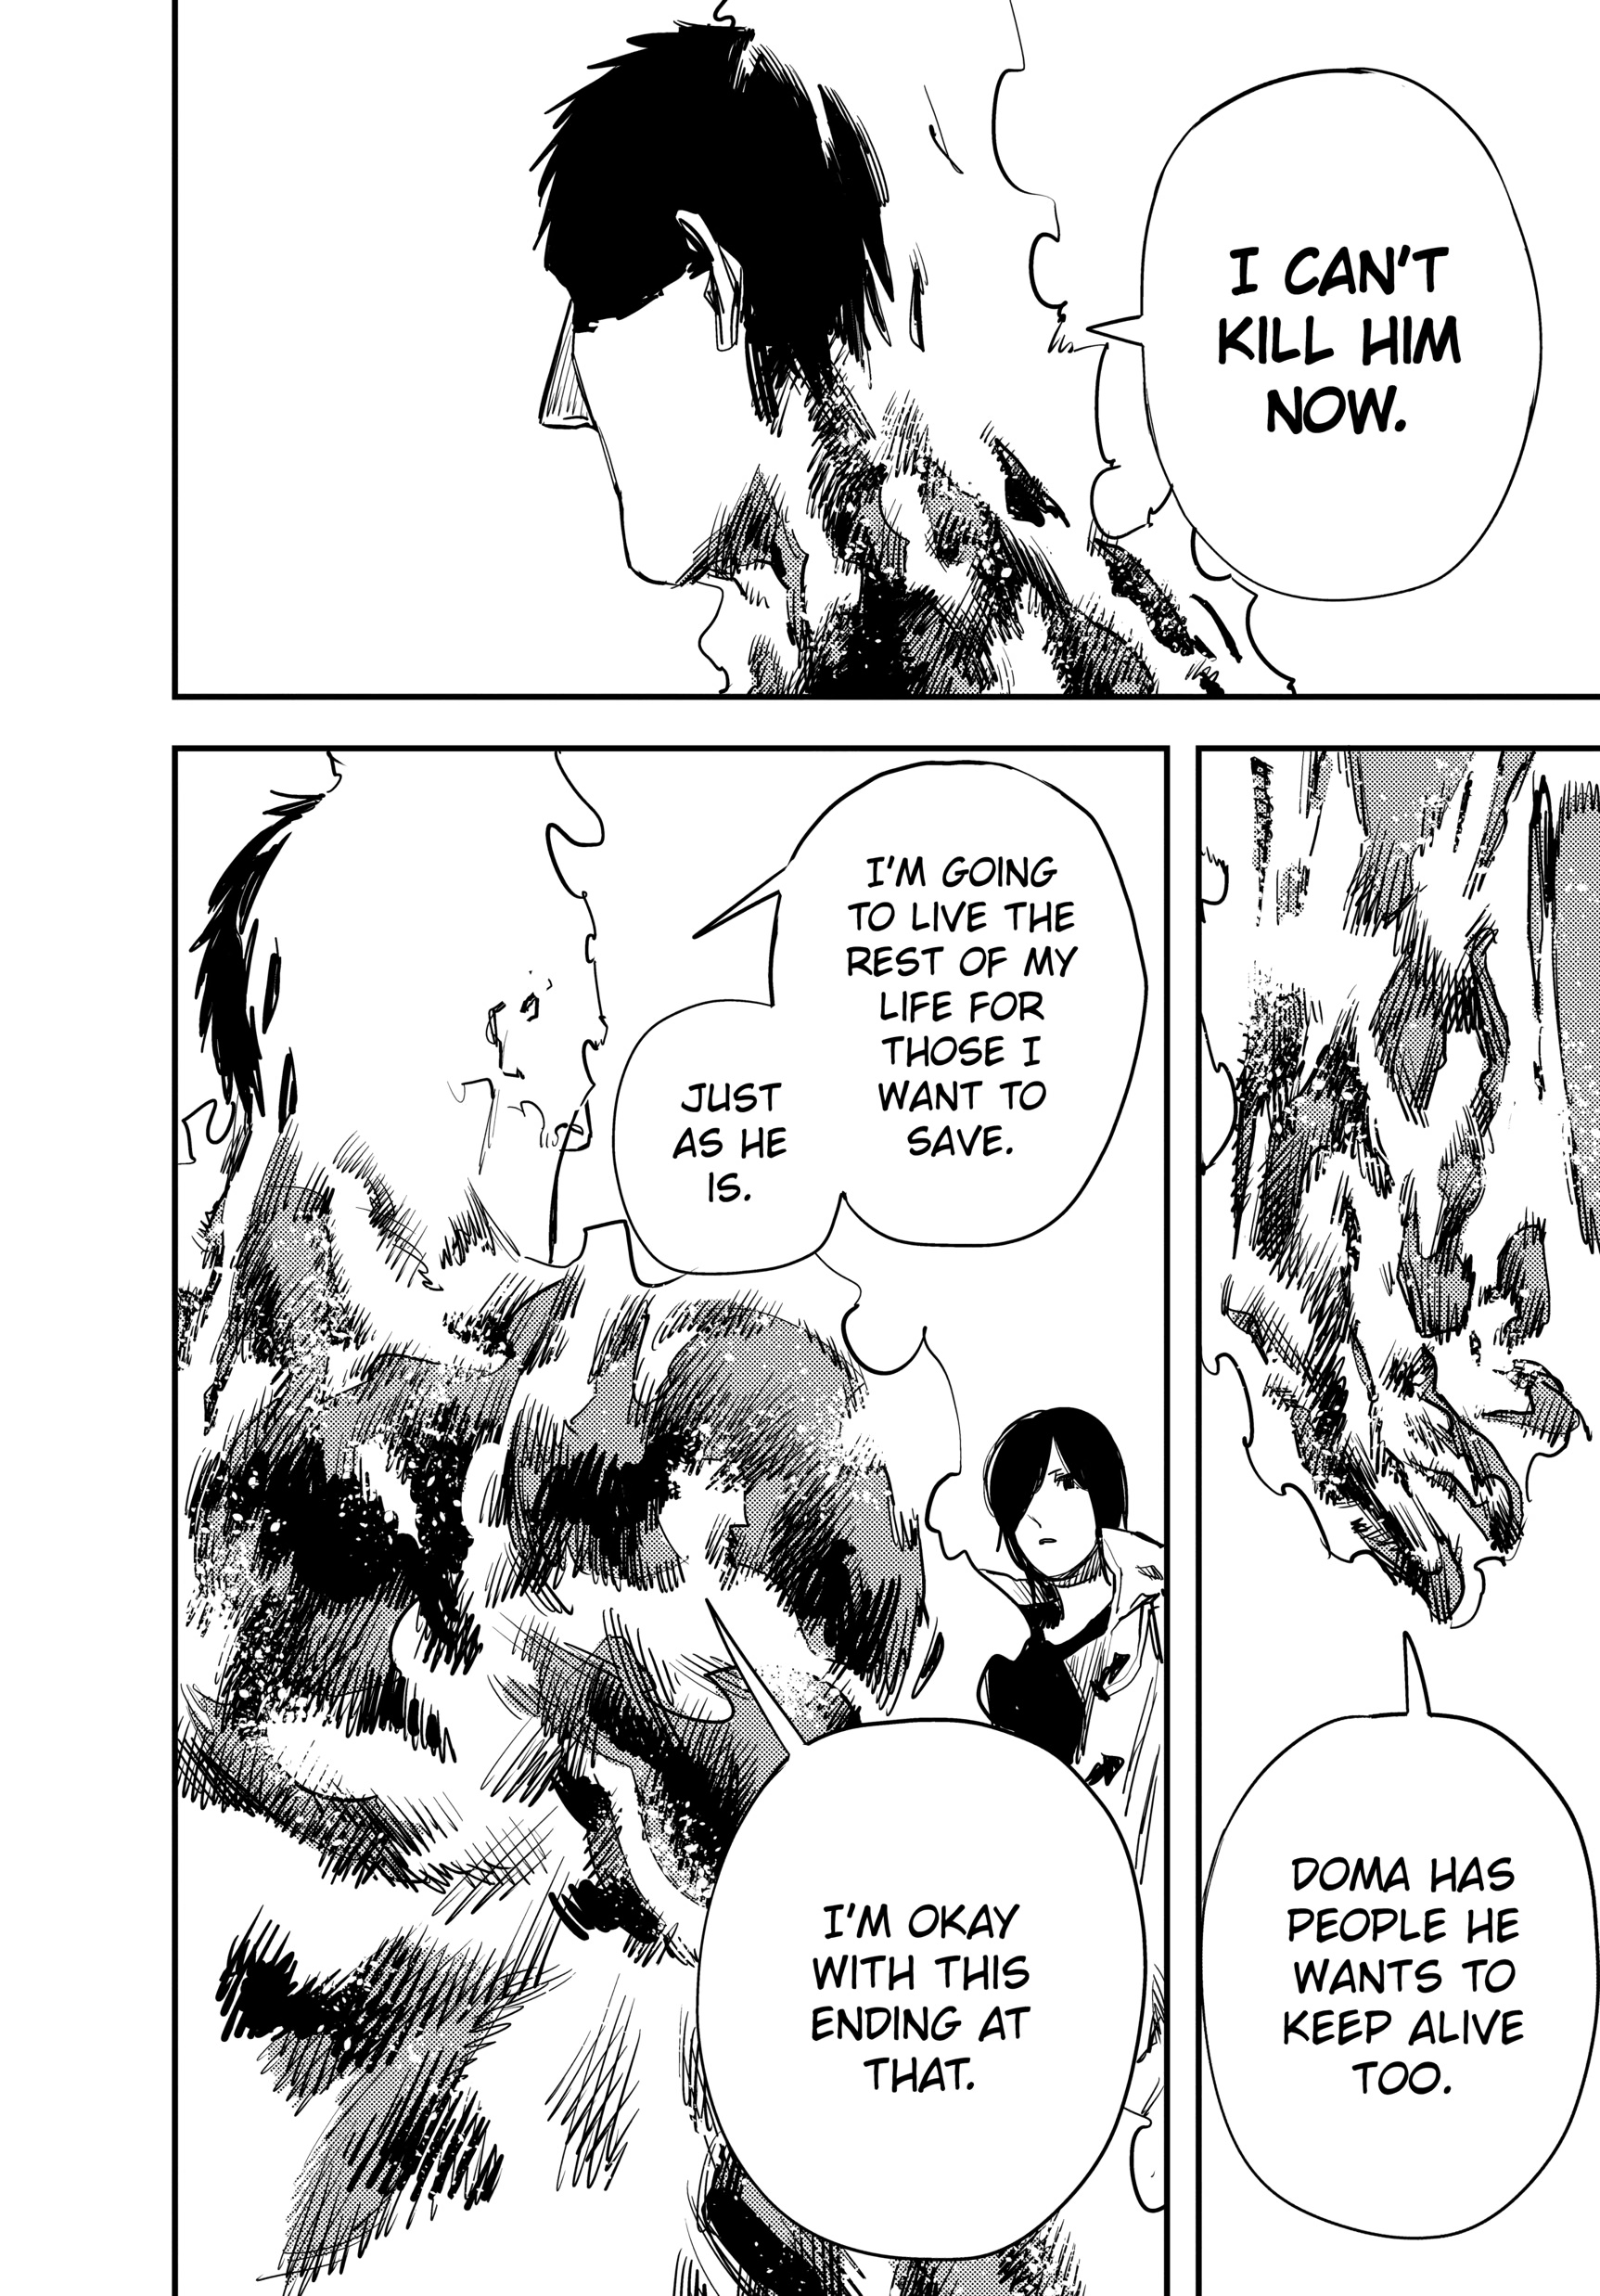 I CAN'T
KILL HIM
NOW.
DOMA HAS
PEOPLE HE
WANTS TO
KEEP ALIVE
TOO.
I'M GOING
TO LIVE THE
REST OF MY
LIFE FOR
THOSE I
WANT TO
SAVE.
JUST
AS HE
IS.
I'M OKAY
WITH THIS
ENDING AT
THAT.